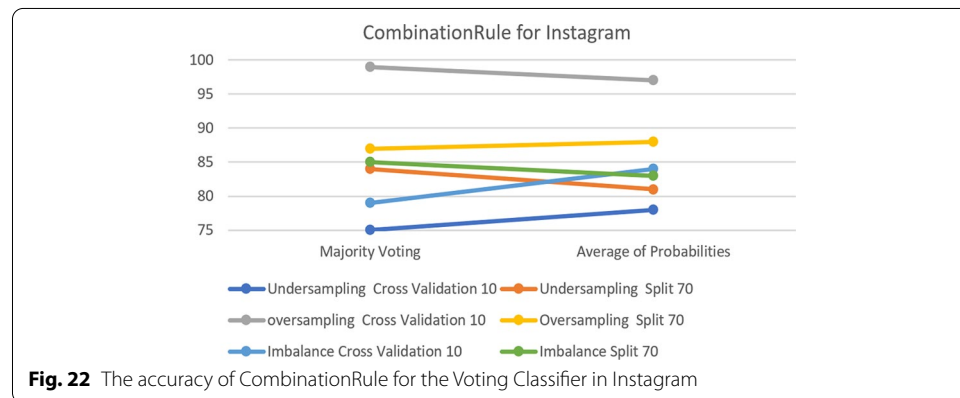 CombinationRule for Instagram
100
95
90
85
80
75
Majority Voting Average of Probabilities
Undersampling Cross Validation 10 Undersampling Split 70
oversampling Cross Validation 10 Oversampling Split 70
Imbalance Cross Validation 10 Imbalance Split 70
Fig. 22 The accuracy of CombinationRule for the Voting Classifier in Instagram